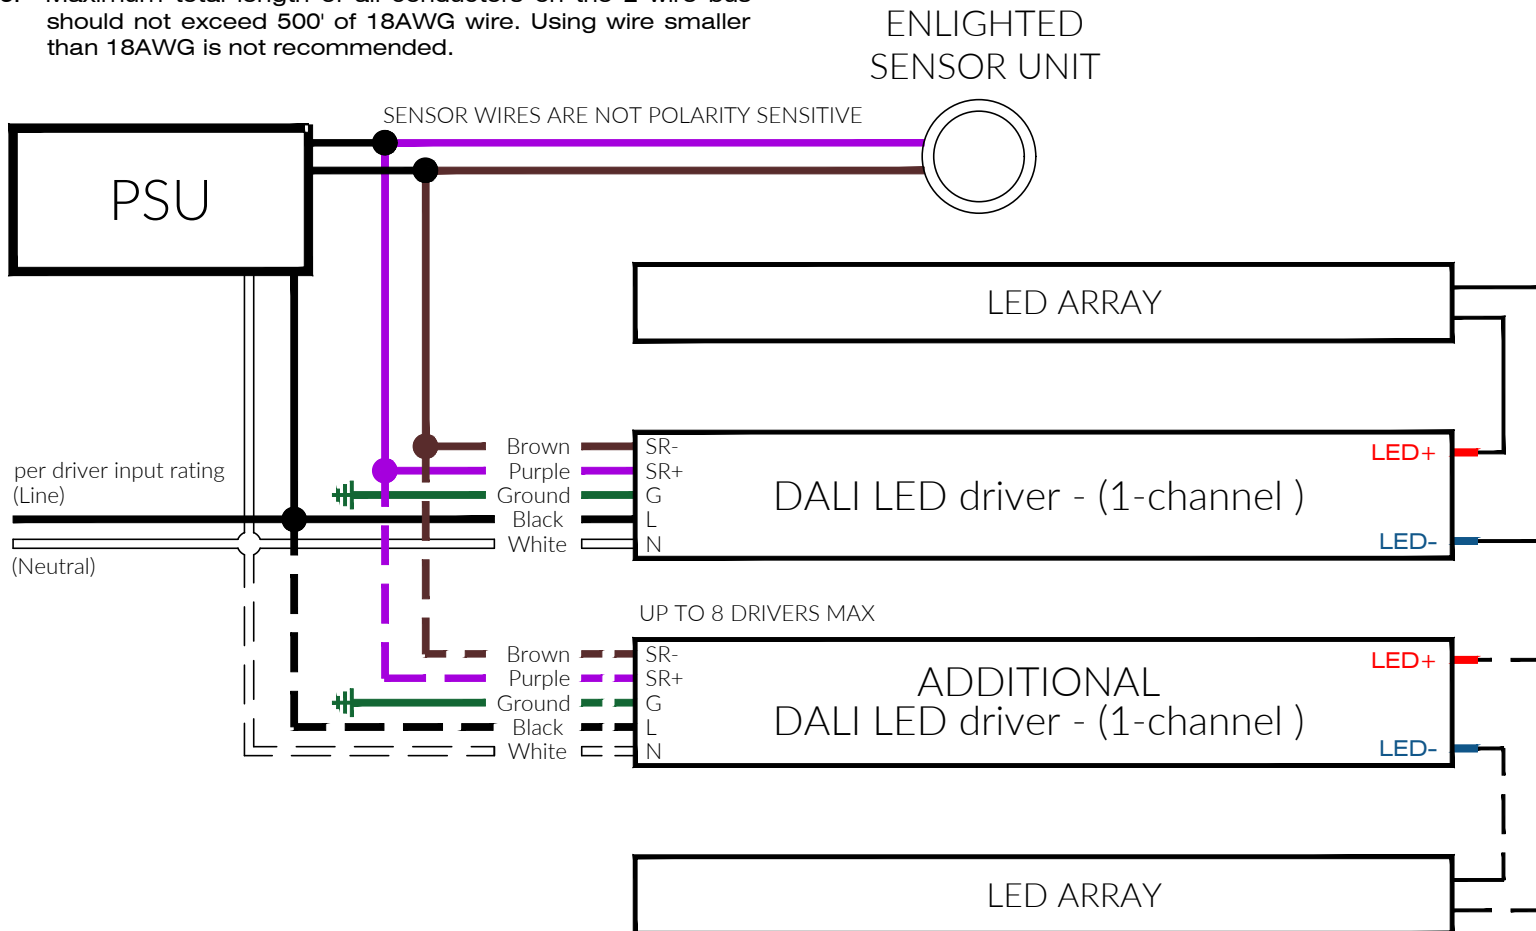 should not exceed 500' of 18AWG wire. Using wire smaller
than 18AWG is not recommended.
ENLIGHTED
SENSOR UNIT
SENSOR WIRES ARE NOT POLARITY SENSITIVE
PSU
LED ARRAY
per driver input rating
(Line)
(Neutral)
Brown
Purple
Ground
Black
White
SR-
SR+
G
L
N
DALI LED driver - (1-channel )
LED+
LED-
UP TO 8 DRIVERS MAX
Brown
Purple
Ground
Black
White
SR-
SR+
G
L
N
ADDITIONAL
DALI LED driver - (1-channel )
LED+
LED-
LED ARRAY